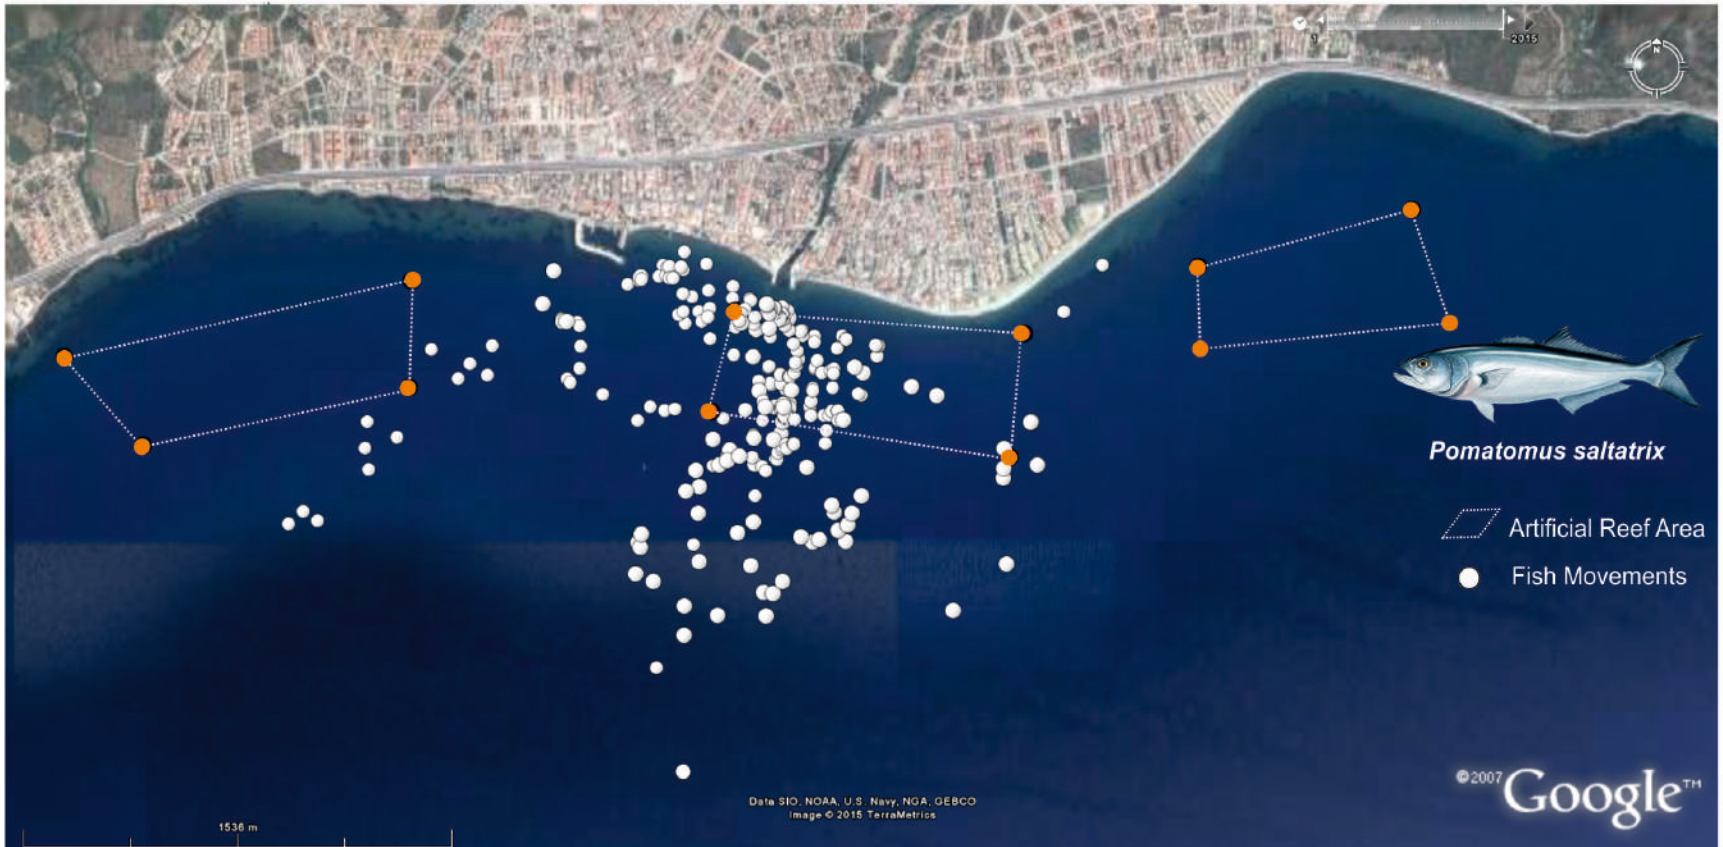 1
2015
N
Pomatomus saltatrix
Artificial Reef Area
Fish Movements
©2007 Google™
Data SIO, NOAA, U.S. Navy, NGA, GEBCO
Image © 2015 TerraMetrics
1536 m